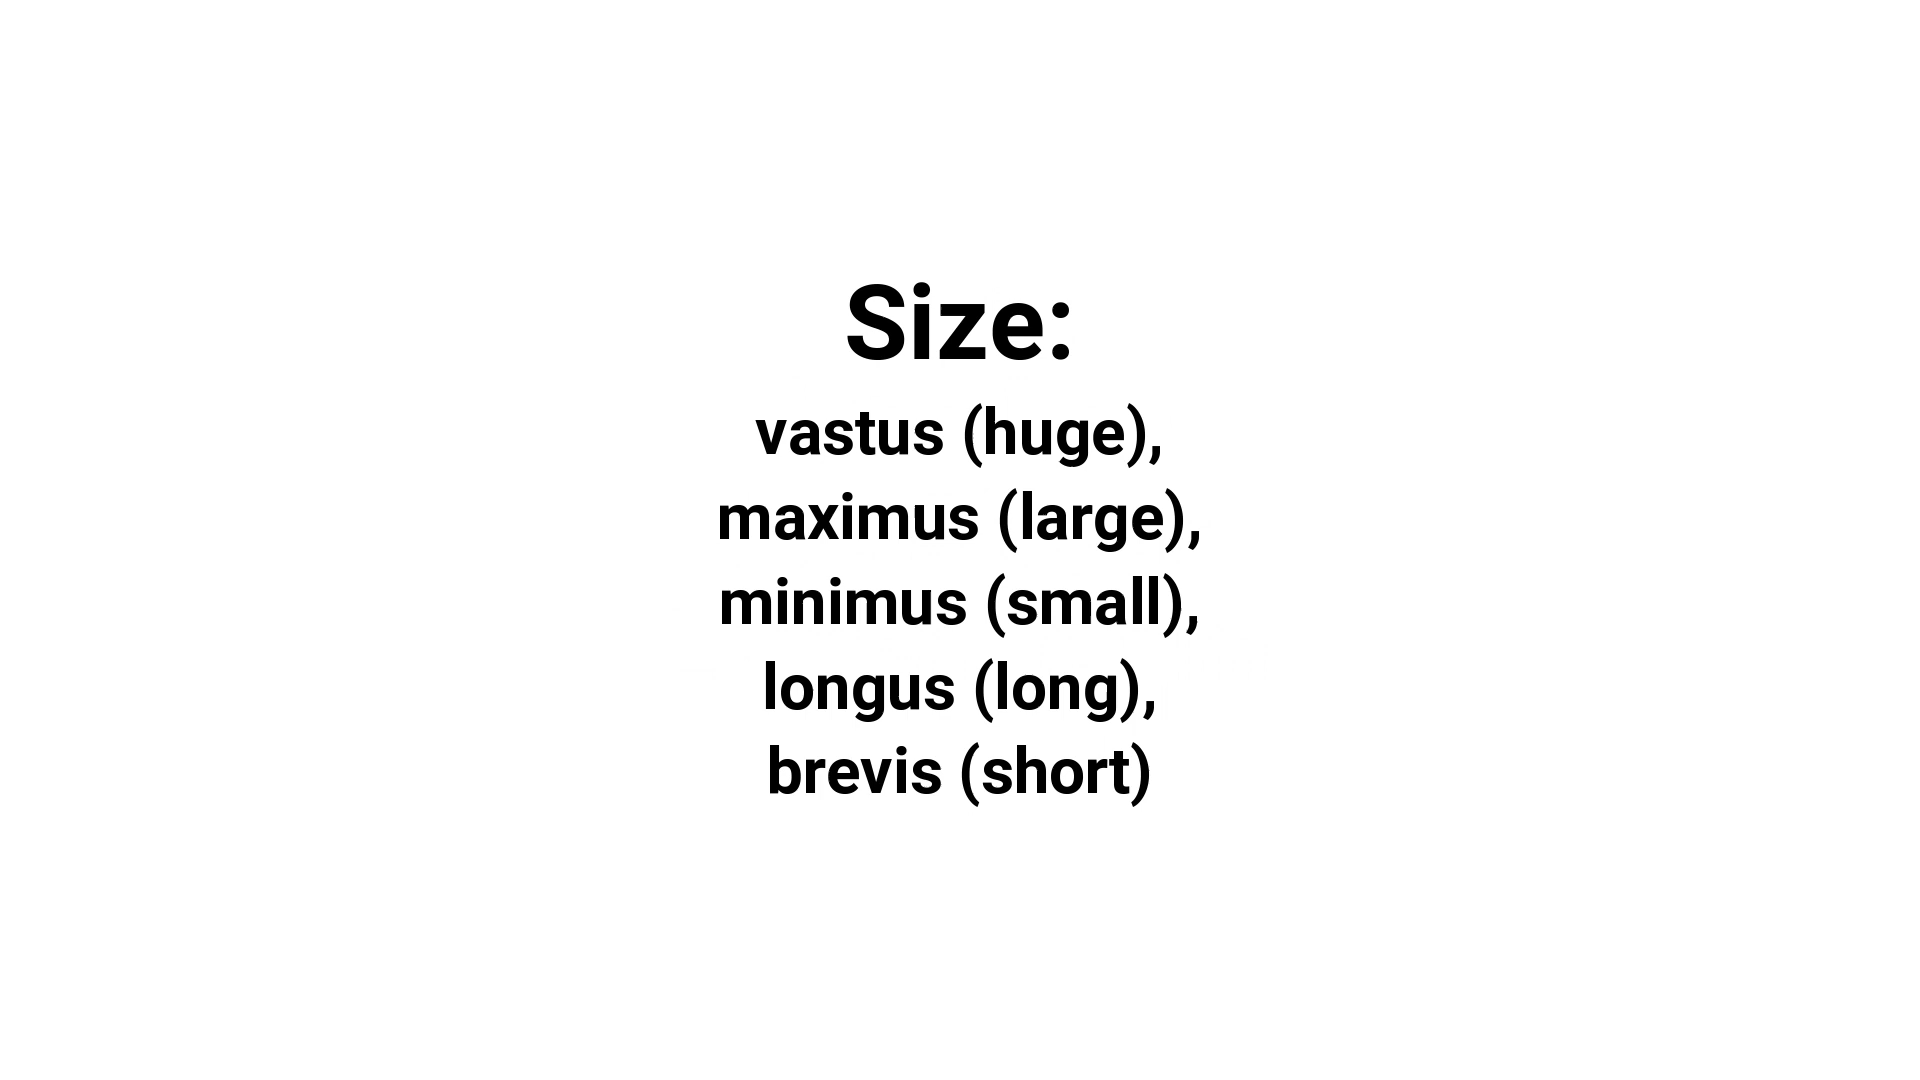 Size:
vastus (huge),
maximus (large),
minimus (small),
longus (long),
brevis (short)